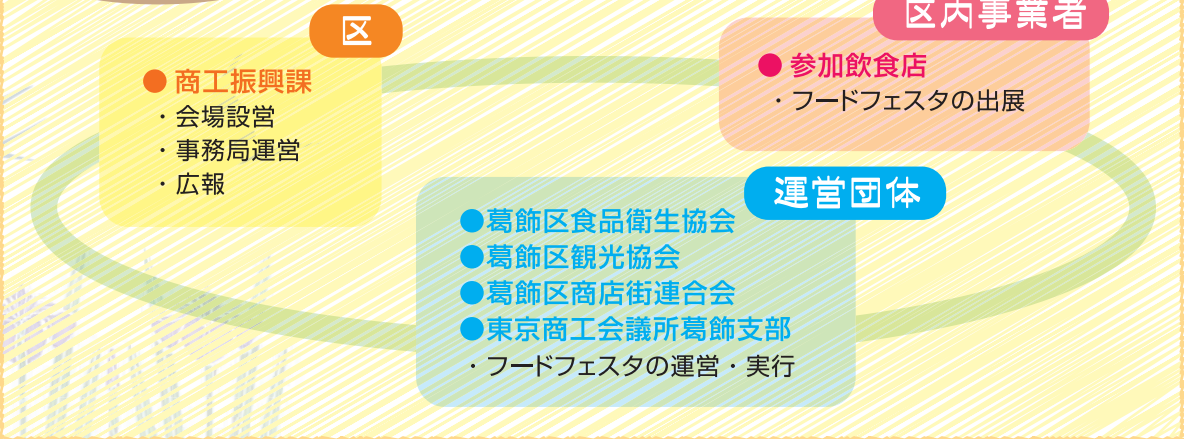 区
● 商工振興課
・会場設営
・事務局運営
・広報
区内事業者
● 参加飲食店
・フードフェスタの出展
運営団体
●葛飾区食品衛生協会
●葛飾区観光協会
●葛飾区商店街連合会
●東京商工会議所葛飾支部
・フードフェスタの運営・実行